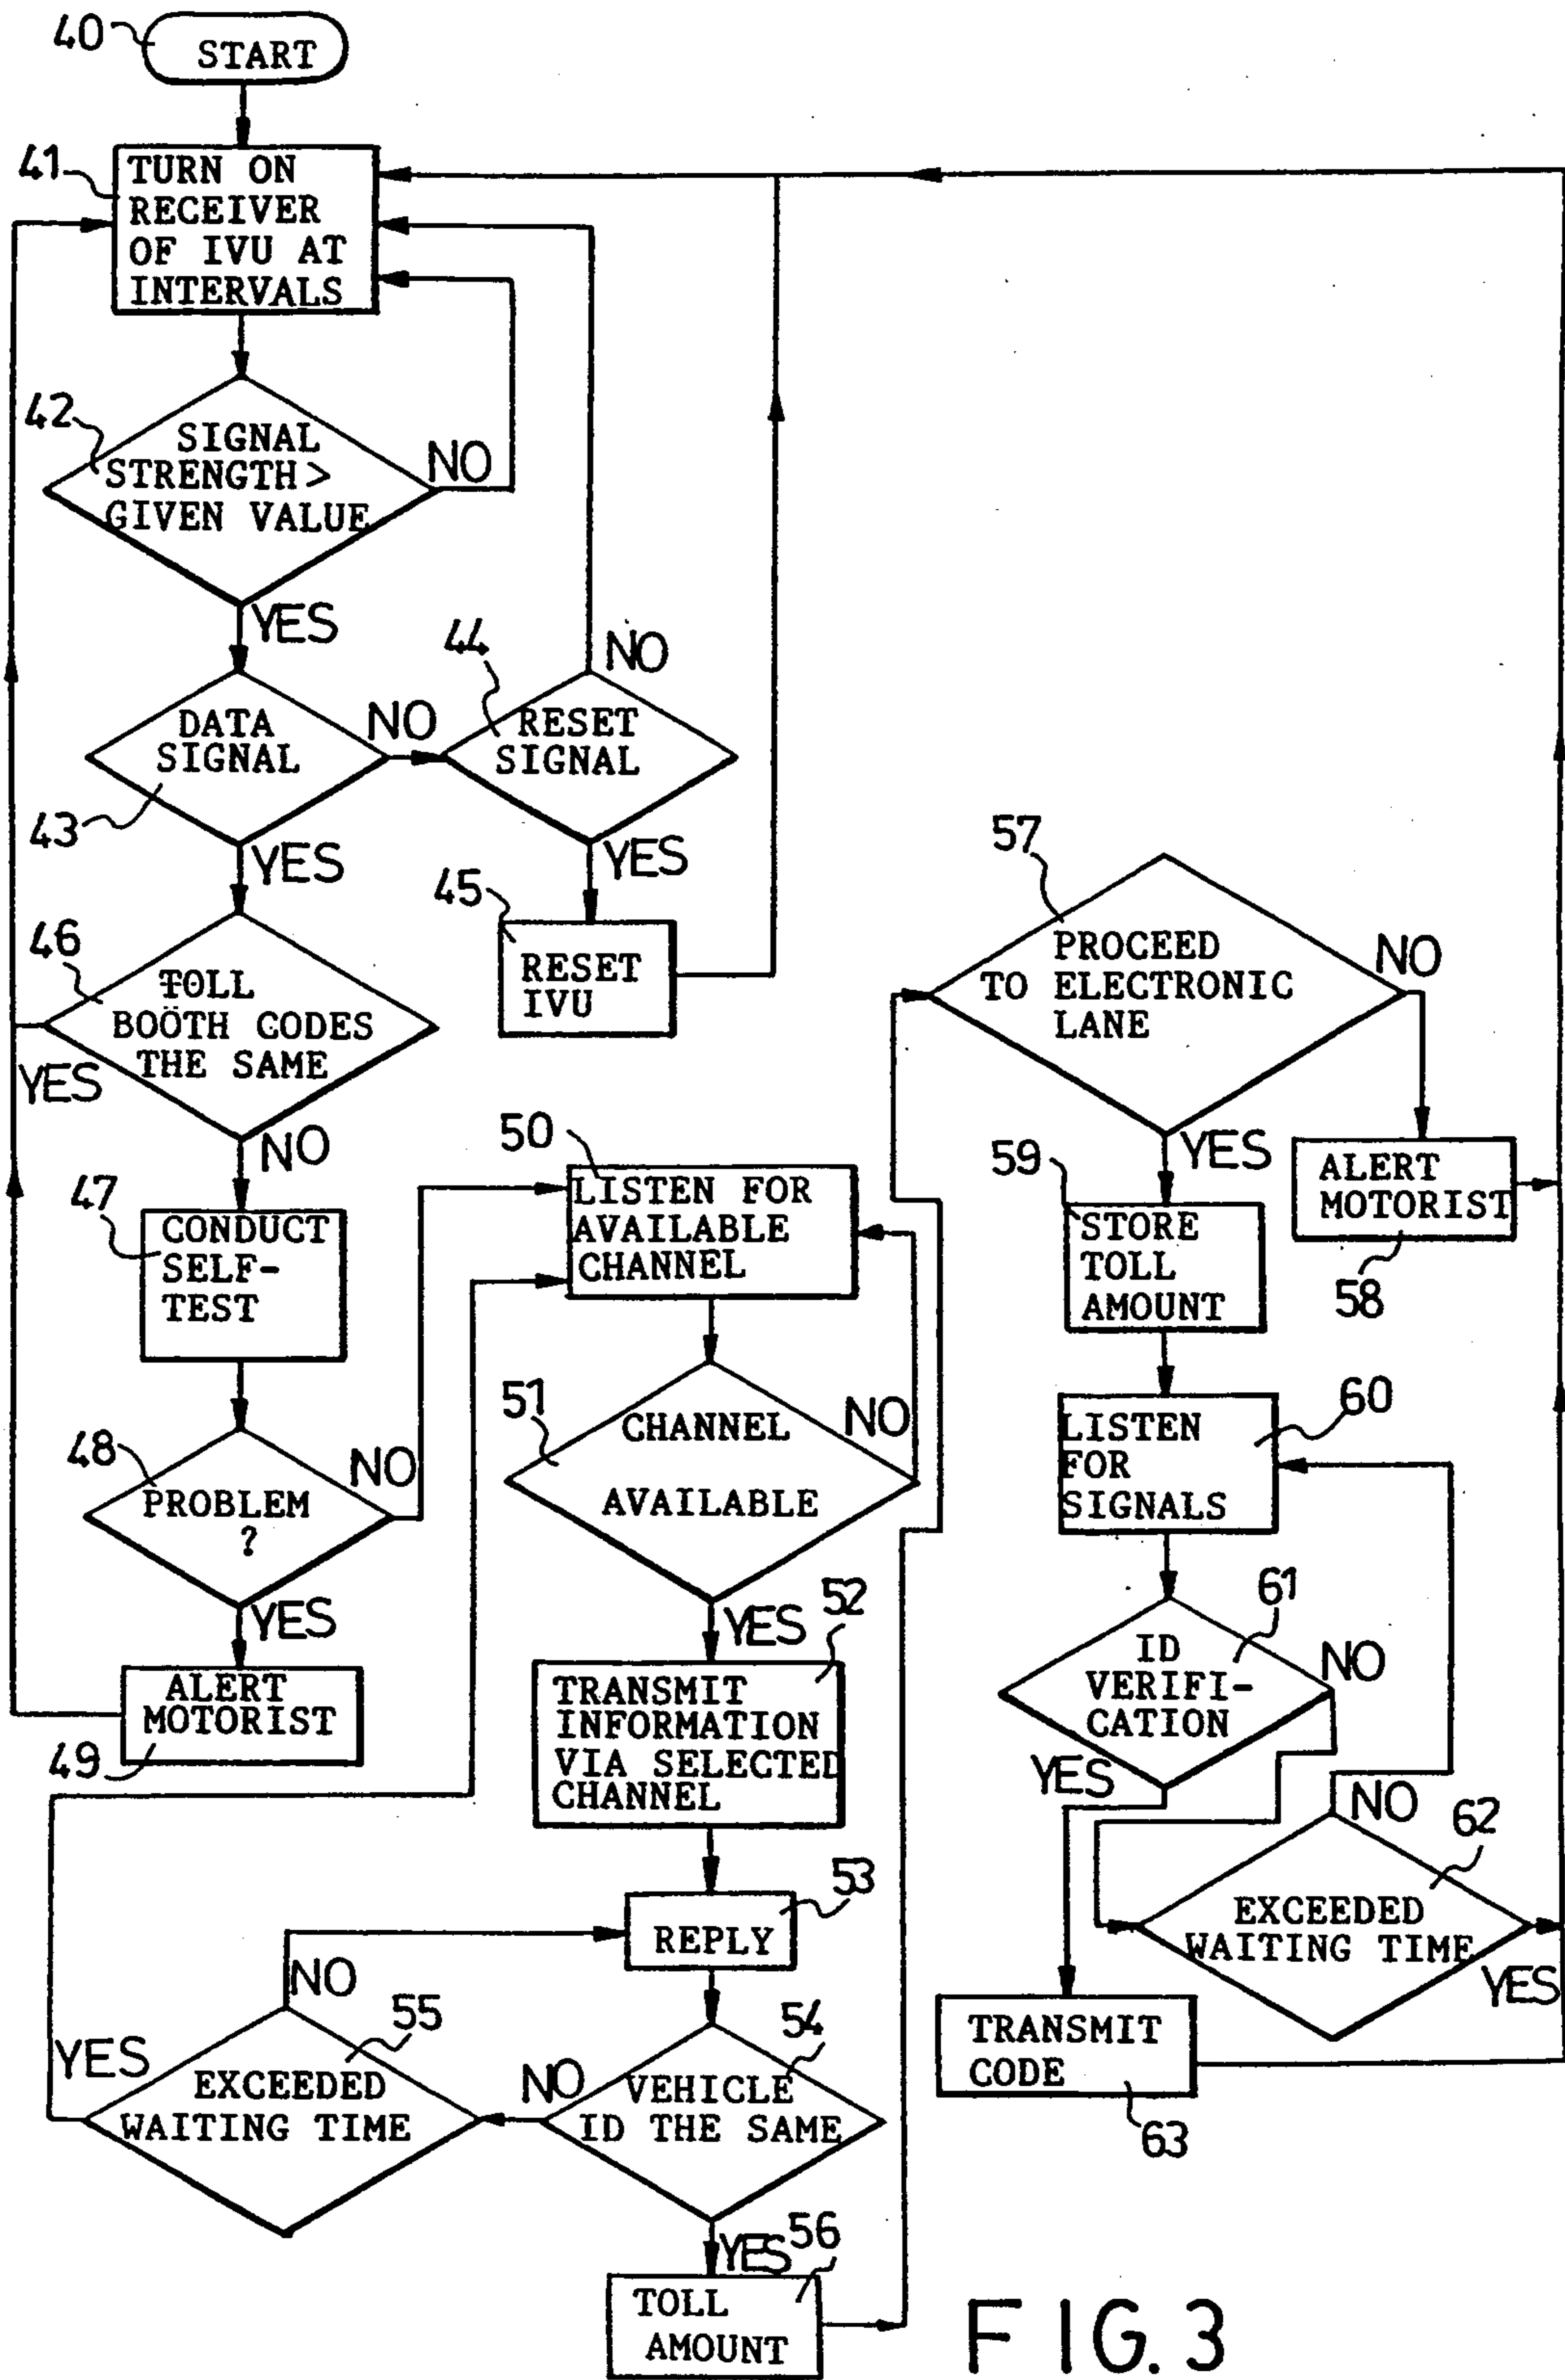 40
START
41
TURN ON
RECEIVER
OF IVU AT
INTERVALS
42
SIGNAL
STRENGTH >
GIVEN VALUE
NO
YES
43
DATA
SIGNAL
NO
YES
44
RESET
SIGNAL
NO
YES
45
RESET
IVU
46
TOLL
BOOTH CODES
THE SAME
YES
NO
47
CONDUCT
SELF-
TEST
48
PROBLEM
?
NO
YES
49
ALERT
MOTORIST
50
LISTEN FOR
AVAILABLE
CHANNEL
51
CHANNEL
AVAILABLE
NO
YES
52
TRANSMIT
INFORMATION
VIA SELECTED
CHANNEL
53
REPLY
54
VEHICLE
ID THE SAME
NO
YES
55
EXCEEDED
WAITING TIME
NO
YES
56
TOLL
AMOUNT
57
PROCEED
TO ELECTRONIC
LANE
NO
YES
58
ALERT
MOTORIST
59
STORE
TOLL
AMOUNT
60
LISTEN
FOR
SIGNALS
61
ID
VERIFI-
CATION
NO
YES
62
EXCEEDED
WAITING TIME
NO
YES
63
TRANSMIT
CODE
FIG. 3